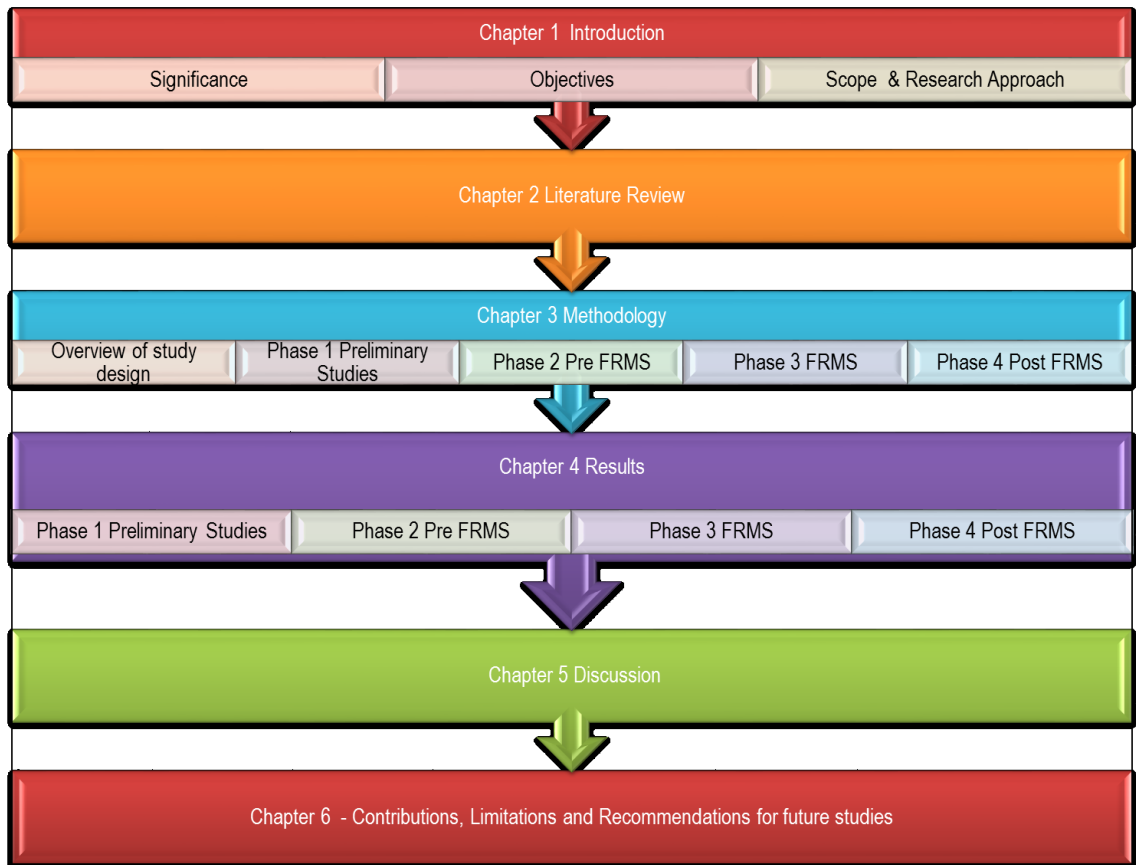 Chapter 1  Introduction
Significance
Objectives
Scope  & Research Approach
Chapter 2 Literature Review
Chapter 3 Methodology
Overview of study
design
Phase 1 Preliminary
Studies
Phase 2 Pre FRMS
Phase 3 FRMS
Phase 4 Post FRMS
Chapter 4 Results
Phase 1 Preliminary Studies
Phase 2 Pre FRMS
Phase 3 FRMS
Phase 4 Post FRMS
Chapter 5 Discussion
Chapter 6  - Contributions, Limitations and Recommendations for future studies